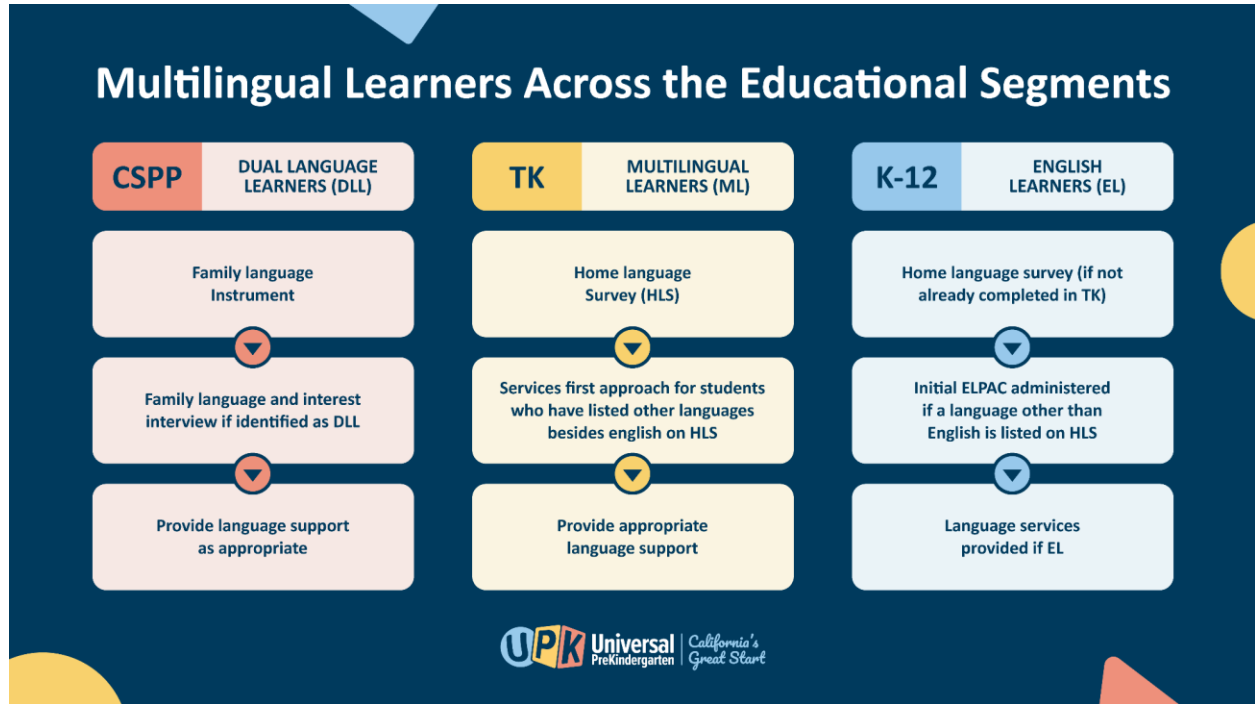 Multilingual Learners Across the Educational Segments
CSPP
DUAL LANGUAGE
LEARNERS (DLL)
Family language
Instrument
Family language and interest
interview if identified as DLL
Provide language support
as appropriate
TK
MULTILINGUAL
LEARNERS (ML)
Home language
Survey (HLS)
Services first approach for students
who have listed other languages
besides english on HLS
Provide appropriate
language support
K-12
ENGLISH
LEARNERS (EL)
Home language survey (if not
already completed in TK)
Initial ELPAC administered
if a language other than
English is listed on HLS
Language services
provided if EL
UPK
Universal
PreKindergarten
California's
Great Start